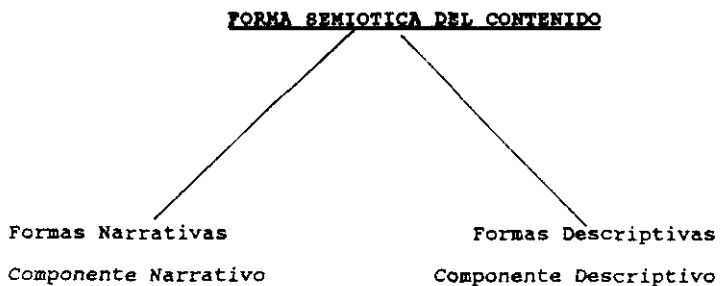 FORMA SEMIOTICA DEL CONTENIDO
Formas Narrativas
Formas Descriptivas
Componente Narrativo
Componente Descriptivo